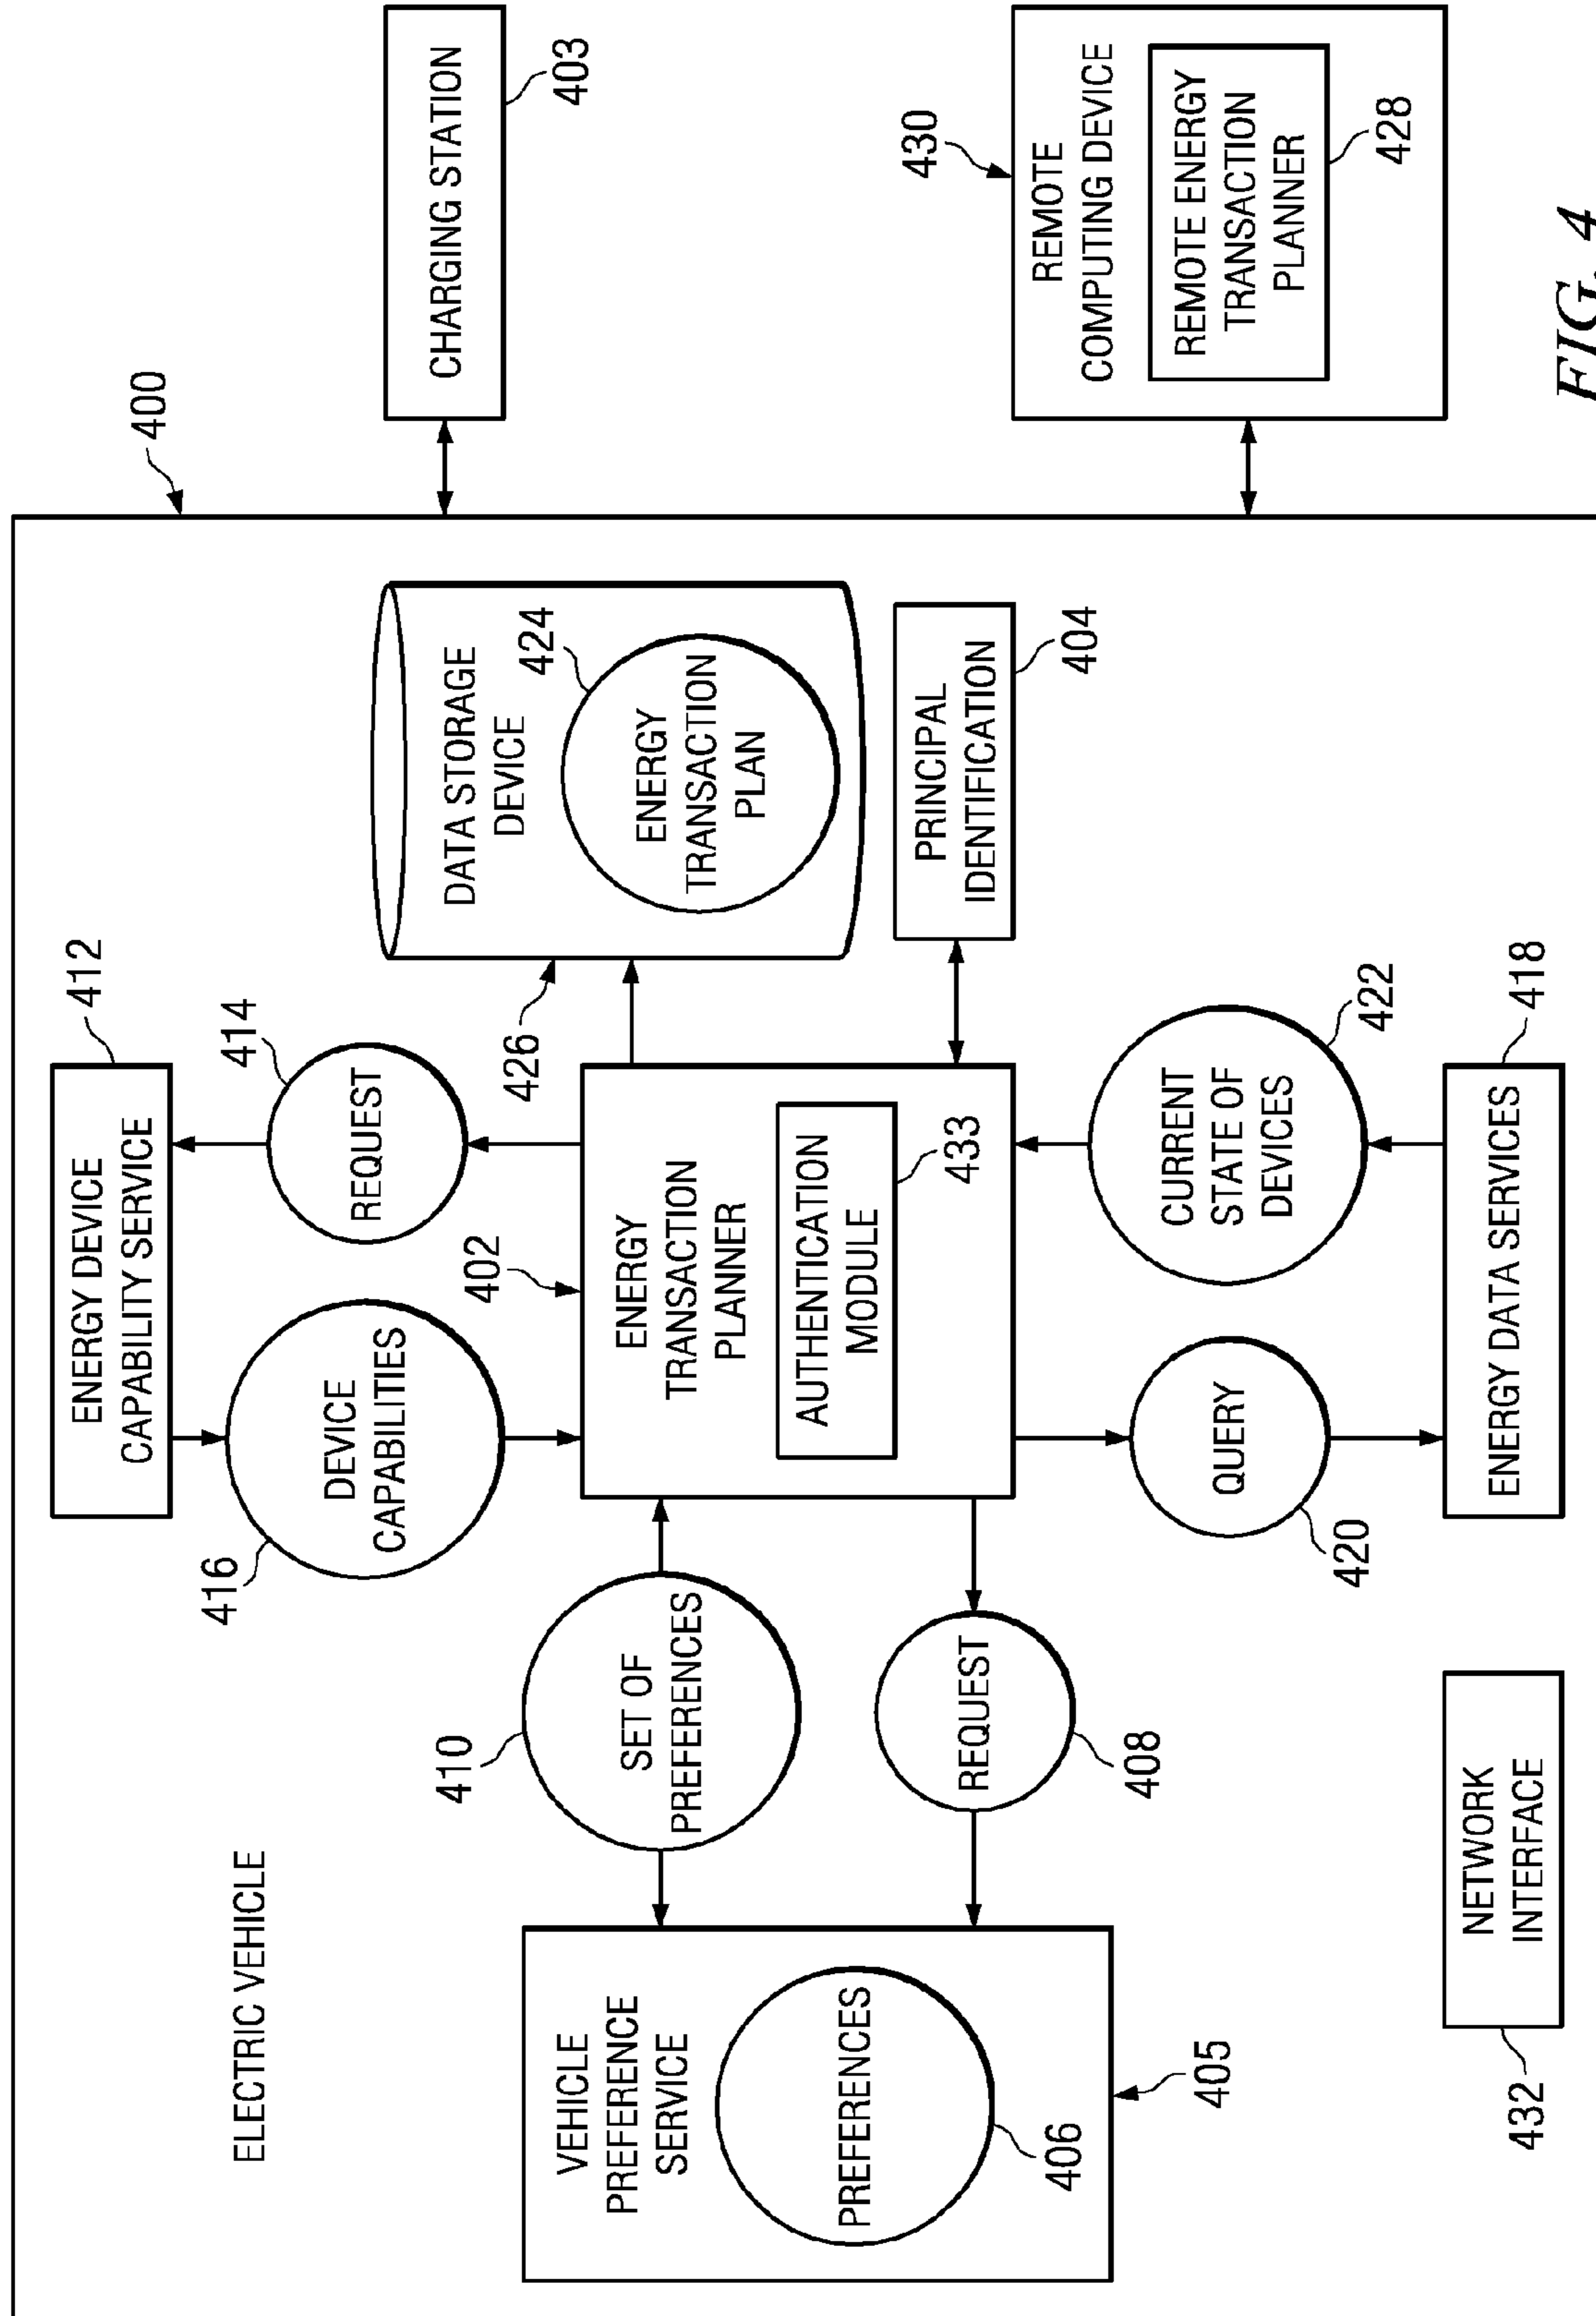 ELECTRIC VEHICLE
400
ENERGY DEVICE
CAPABILITY SERVICE
412
416
DEVICE
CAPABILITIES
REQUEST
414
410
SET OF
PREFERENCES
402
ENERGY
TRANSACTION
PLANNER
AUTHENTICATION
MODULE
433
426
DATA STORAGE
DEVICE
424
ENERGY
TRANSACTION
PLAN
CHARGING STATION
403
VEHICLE
PREFERENCE
SERVICE
PREFERENCES
406
405
REQUEST
408
PRINCIPAL
IDENTIFICATION
404
QUERY
420
CURRENT
STATE OF
DEVICES
422
ENERGY DATA SERVICES
418
NETWORK
INTERFACE
432
430
REMOTE
COMPUTING DEVICE
REMOTE ENERGY
TRANSACTION
PLANNER
428
FIG. 4